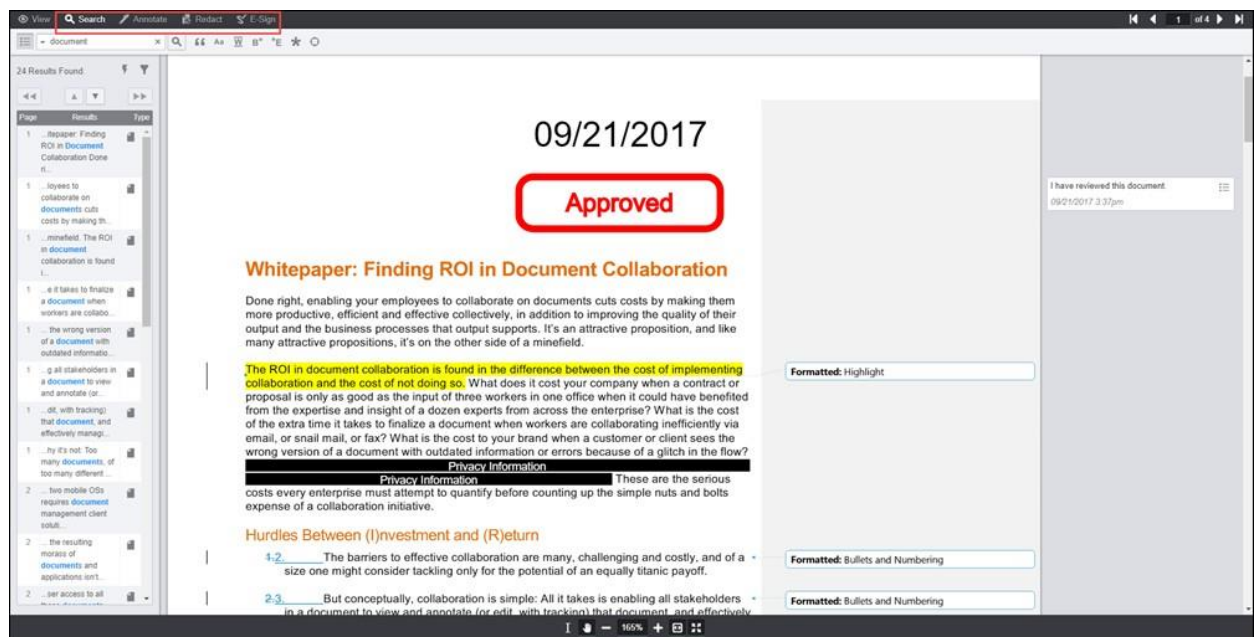 View Search Annotate Redact E-Sign 1 of 4
document Aa W B+ +E
24 Results Found
Page Results Type
1 ...itepaper: Finding
ROI in Document
Collaboration Done
ri...
1 ...loyees to
collaborate on
documents cuts
costs by making th...
1 ...minefield. The ROI
in document
collaboration is found
i...
1 ...e it takes to finalize
a document when
workers are collabo...
1 ... the wrong version
of a document with
outdated informatio...
1 ...g all stakeholders in
a document to view
and annotate (or...
1 ...dit, with tracking)
that document, and
effectively managi...
1 ...hy it's not: Too
many documents, of
too many different ...
2 ... two mobile OSs
requires document
management client
soluti...
2 ... the resulting
morass of
documents and
applications isn't...
2 ...ser access to all
09/21/2017
Approved
Whitepaper: Finding ROI in Document Collaboration
Done right, enabling your employees to collaborate on documents cuts costs by making them
more productive, efficient and effective collectively, in addition to improving the quality of their
output and the business processes that output supports. It's an attractive proposition, and like
many attractive propositions, it's on the other side of a minefield.
The ROI in document collaboration is found in the difference between the cost of implementing
collaboration and the cost of not doing so. What does it cost your company when a contract or
proposal is only as good as the input of three workers in one office when it could have benefited
from the expertise and insight of a dozen experts from across the enterprise? What is the cost
of the extra time it takes to finalize a document when workers are collaborating inefficiently via
email, or snail mail, or fax? What is the cost to your brand when a customer or client sees the
wrong version of a document with outdated information or errors because of a glitch in the flow?
Privacy Information
Privacy Information These are the serious
costs every enterprise must attempt to quantify before counting up the simple nuts and bolts
expense of a collaboration initiative.
Hurdles Between (I)nvestment and (R)eturn
1.2. The barriers to effective collaboration are many, challenging and costly, and of a
size one might consider tackling only for the potential of an equally titanic payoff.
2.3. But conceptually, collaboration is simple: All it takes is enabling all stakeholders
in a document to view and annotate (or edit, with tracking) that document, and effectively
Formatted: Highlight
Formatted: Bullets and Numbering
Formatted: Bullets and Numbering
I have reviewed this document
09/21/2017 3:37pm
165%